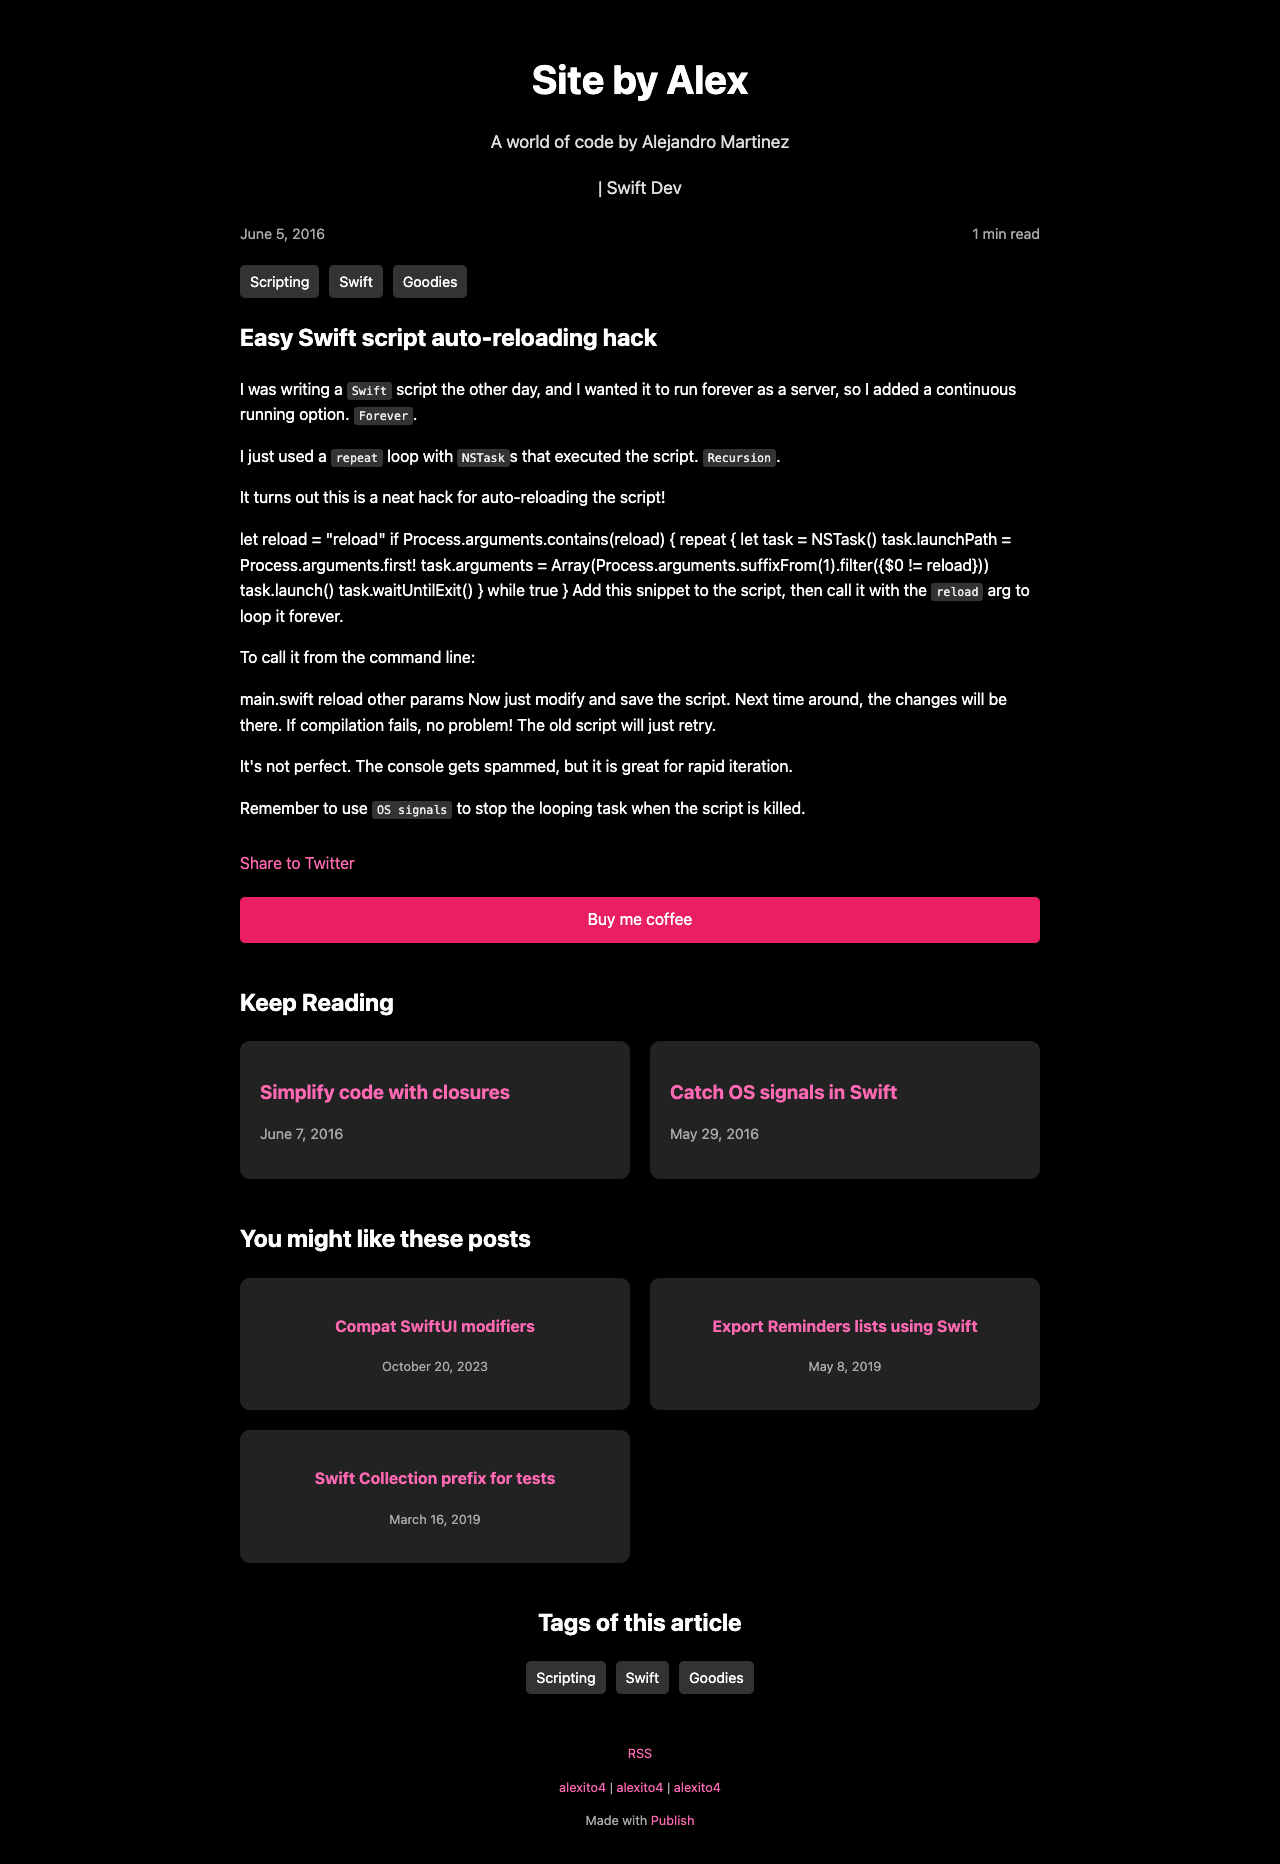 Site by Alex
A world of code by Alejandro Martinez
| Swift Dev
June 5, 2016
1 min read
Scripting Swift Goodies
Easy Swift script auto-reloading hack
I was writing a Swift script the other day, and I wanted it to run forever as a server, so I added a continuous
running option. Forever.
I just used a repeat loop with NSTasks that executed the script. Recursion.
It turns out this is a neat hack for auto-reloading the script!
let reload = "reload" if Process.arguments.contains(reload) { repeat { let task = NSTask() task.launchPath =
Process.arguments.first! task.arguments = Array(Process.arguments.suffixFrom(1).filter({$0 != reload}))
task.launch() task.waitUntilExit() } while true } Add this snippet to the script, then call it with the reload arg to
loop it forever.
To call it from the command line:
main.swift reload other params Now just modify and save the script. Next time around, the changes will be
there. If compilation fails, no problem! The old script will just retry.
It's not perfect. The console gets spammed, but it is great for rapid iteration.
Remember to use OS signals to stop the looping task when the script is killed.
Share to Twitter
Buy me coffee
Keep Reading
Simplify code with closures
June 7, 2016
Catch OS signals in Swift
May 29, 2016
You might like these posts
Compat SwiftUI modifiers
October 20, 2023
Export Reminders lists using Swift
May 8, 2019
Swift Collection prefix for tests
March 16, 2019
Tags of this article
Scripting Swift Goodies
RSS
alexito4 | alexito4 | alexito4
Made with Publish